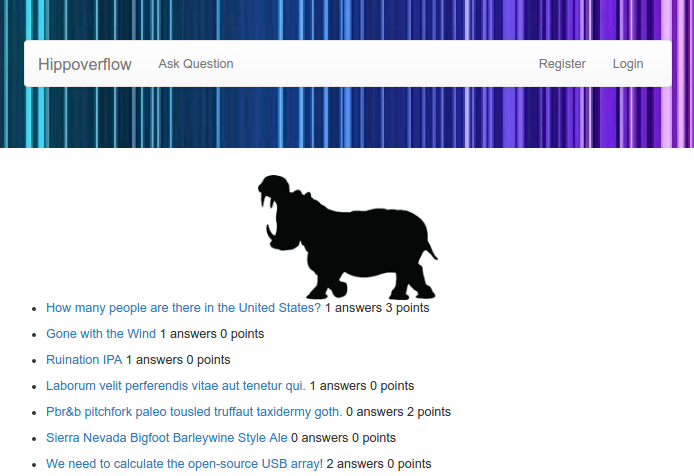 Hippoverflow Ask Question Register Login
How many people are there in the United States? 1 answers 3 points
Gone with the Wind 1 answers 0 points
Ruination IPA 1 answers 0 points
Laborum velit perferendis vitae aut tenetur qui. 1 answers 0 points
Pbr&b pitchfork paleo tousled truffaut taxidermy goth. 0 answers 2 points
Sierra Nevada Bigfoot Barleywine Style Ale 0 answers 0 points
We need to calculate the open-source USB array! 2 answers 0 points